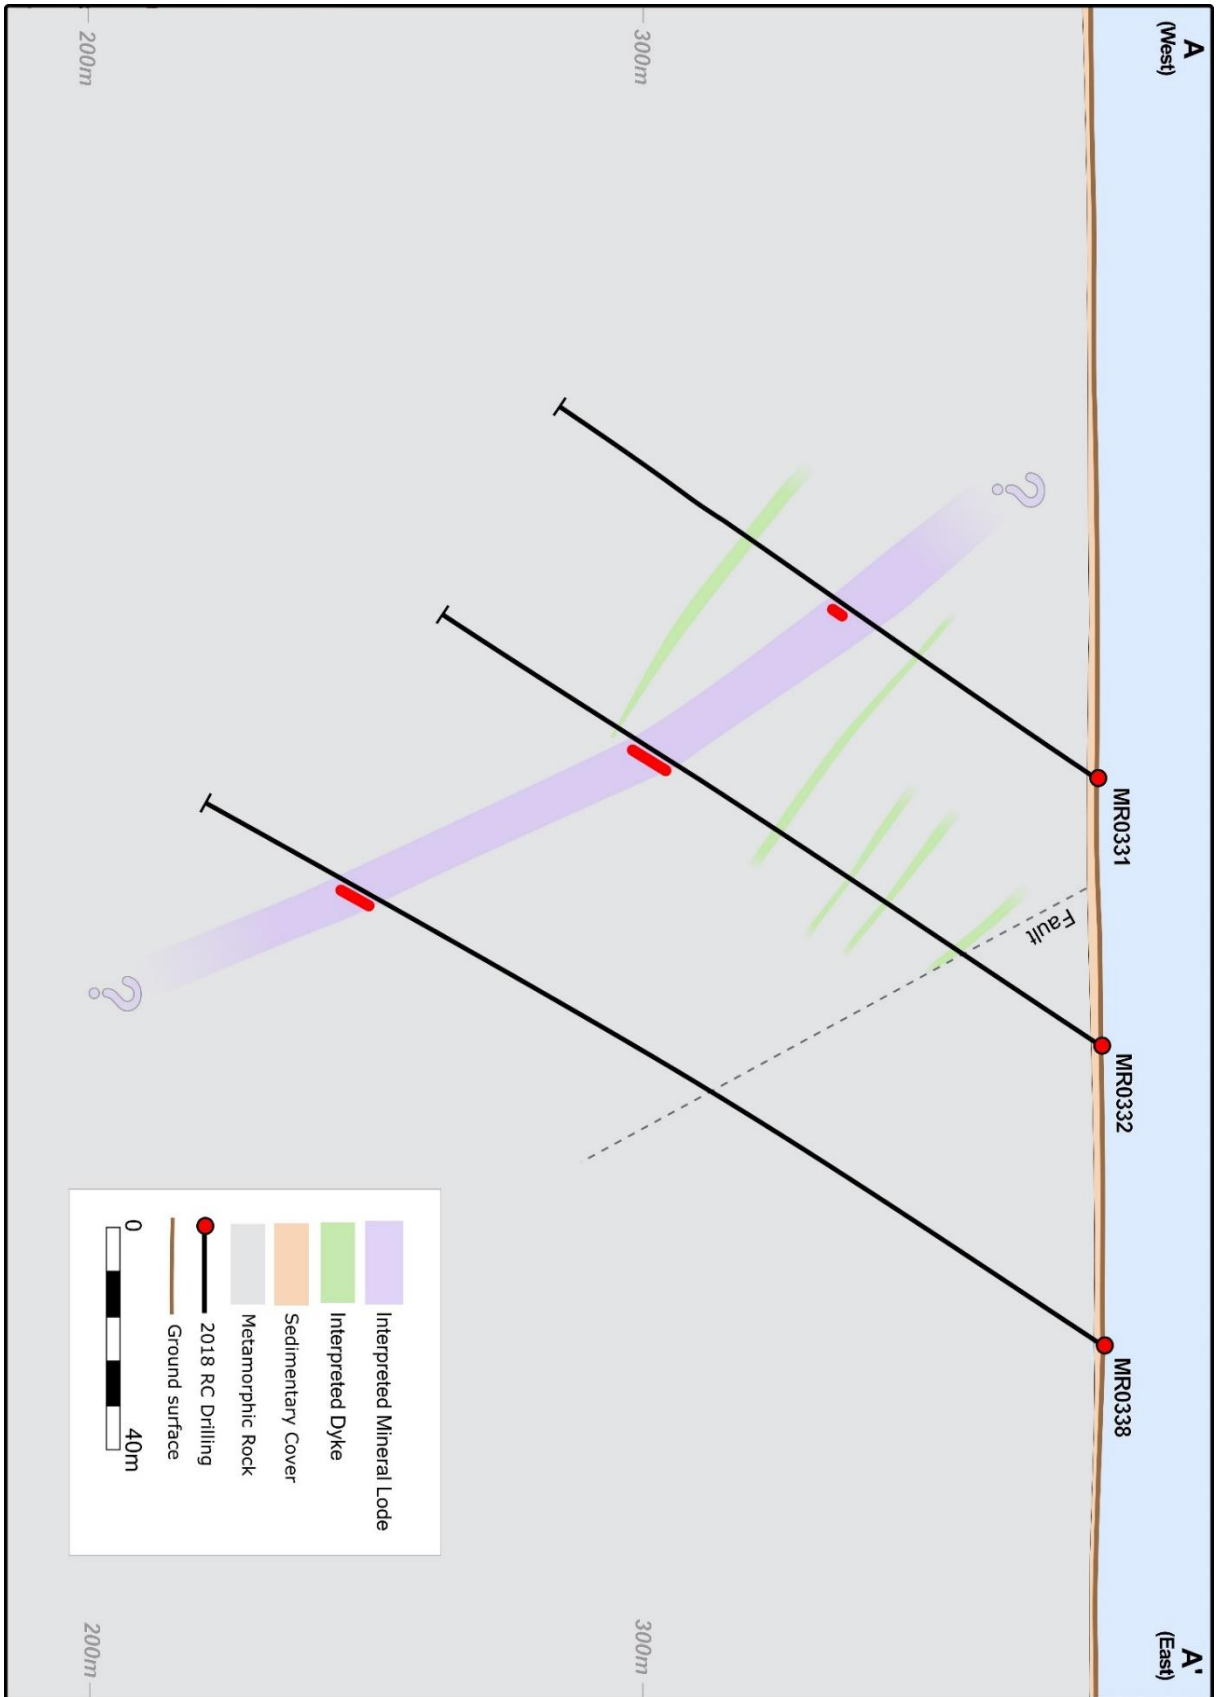 A
(West)
A'
(East)
MR0331
MR0332
MR0338
Fault
?
?
300m
300m
200m
200m
Interpreted Mineral Lode
Interpreted Dyke
Sedimentary Cover
Metamorphic Rock
2018 RC Drilling
Ground surface
0
40m